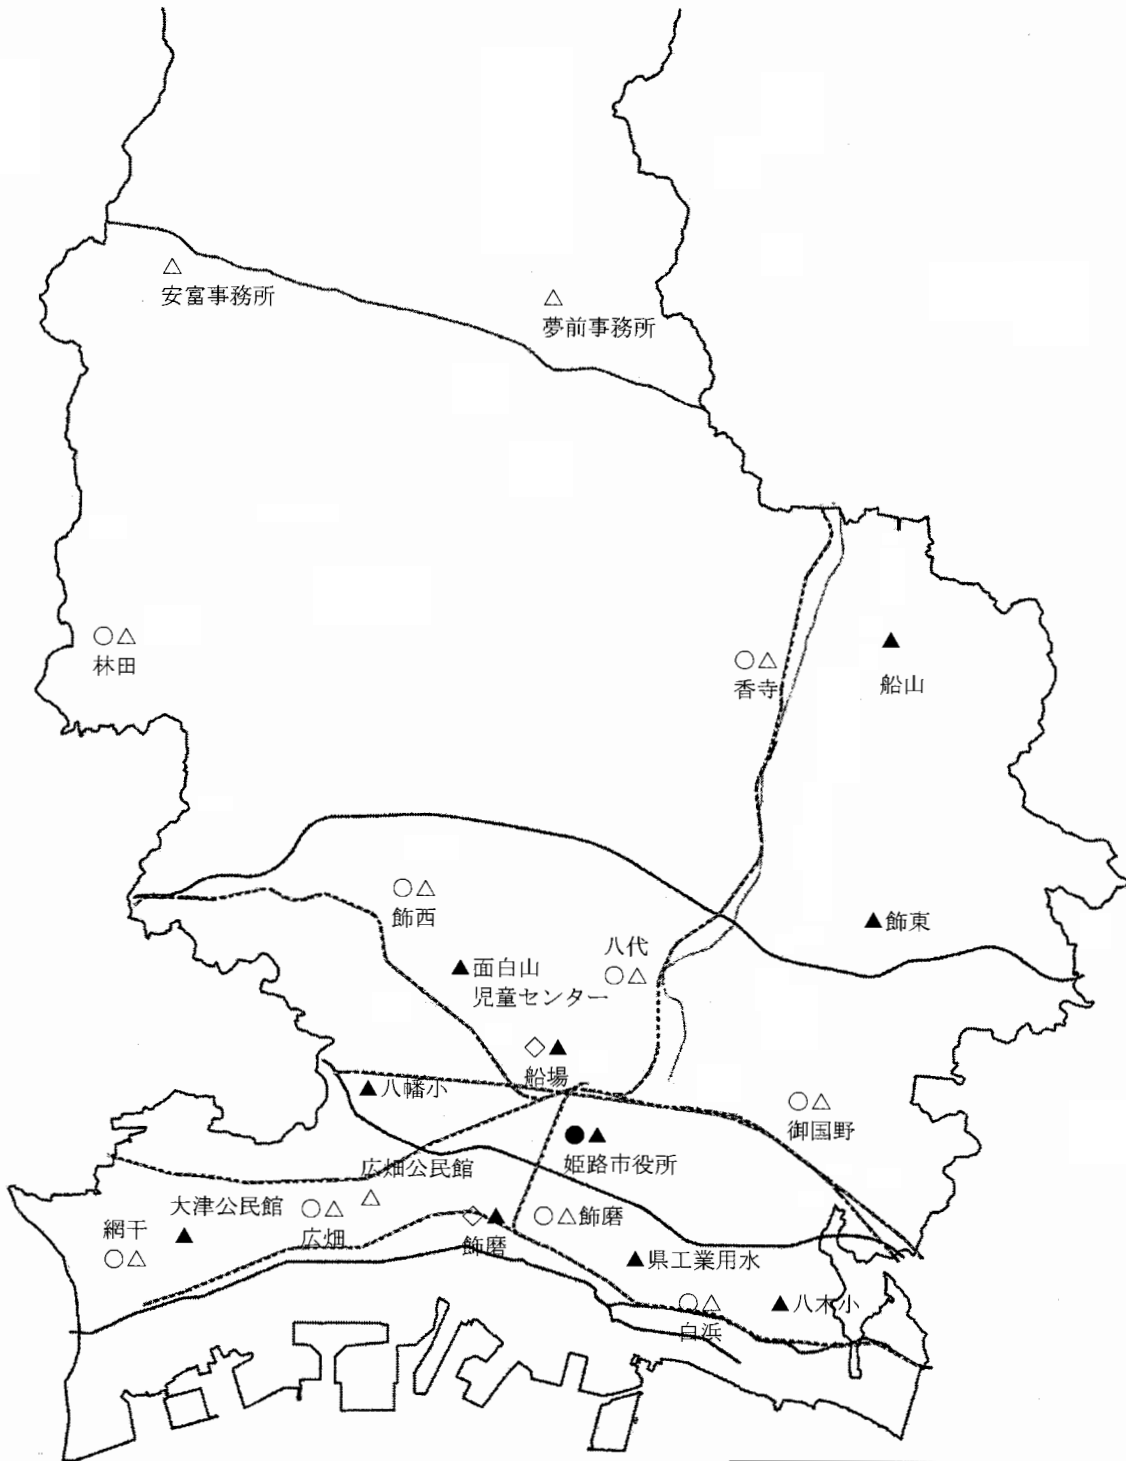 △
安富事務所
△
夢前事務所
○△
林田
○△
香寺
▲
船山
○△
飾西
▲飾東
八代
○△
▲面白山
児童センター
◇▲
船場
▲八幡小
○△
御国野
●▲
姫路市役所
広畑公民館
△
大津公民館
▲
○△
広畑
網干
○△
◇▲
飾磨
○△飾磨
▲県工業用水
○△
白浜
▲八木小